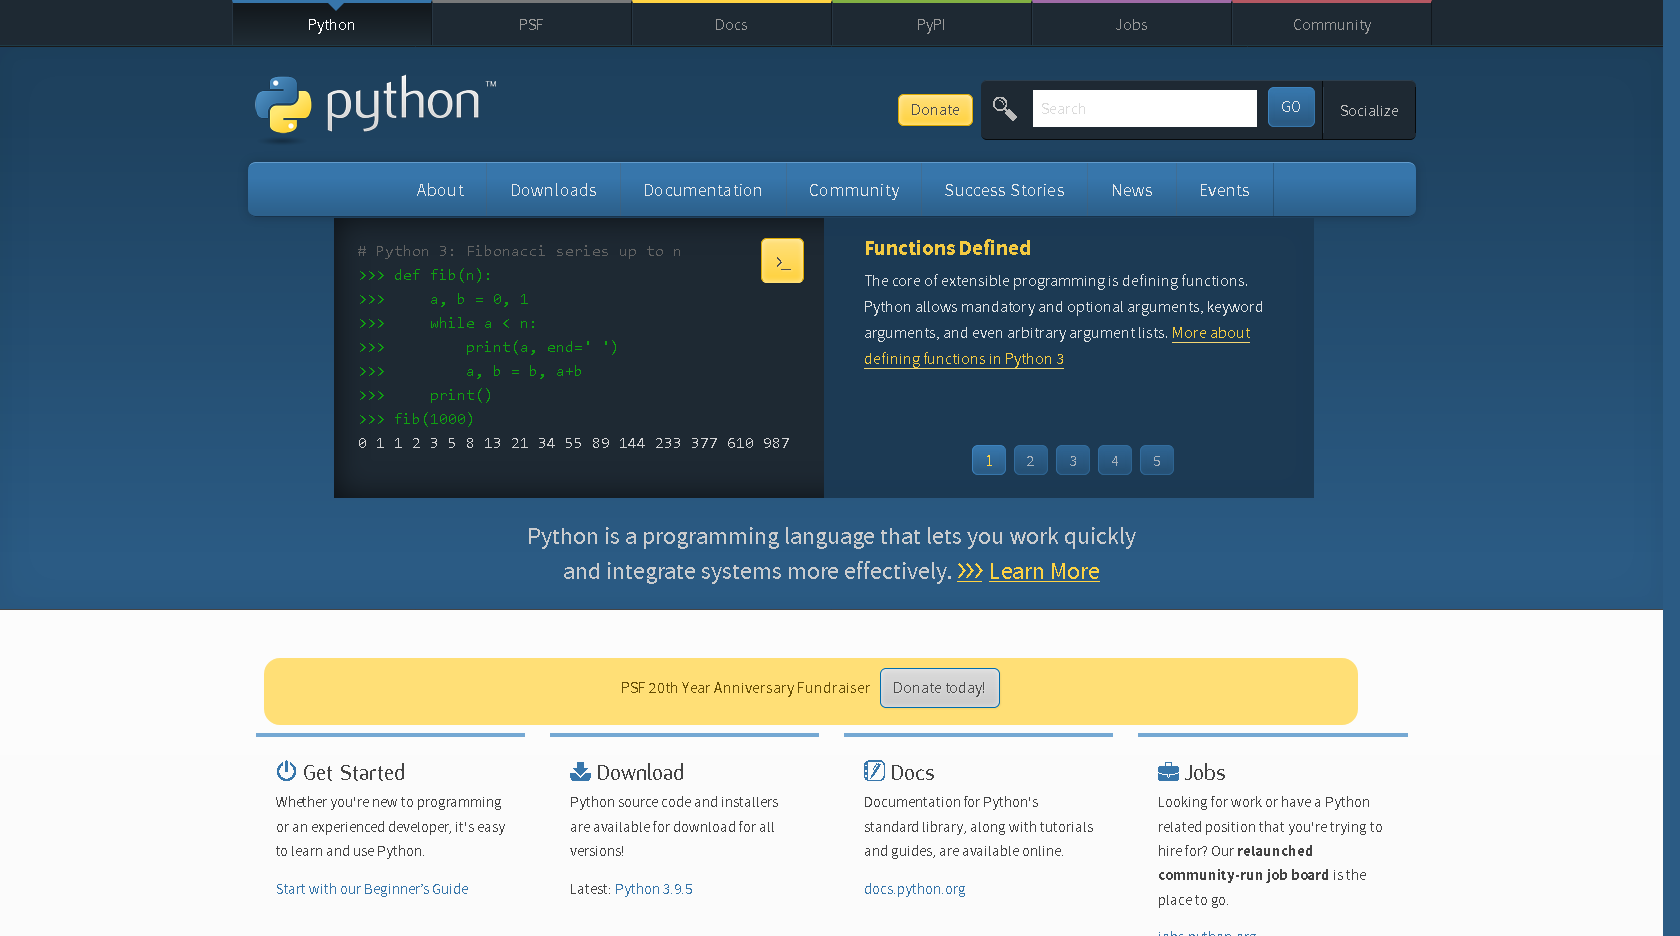 Python
PSF
Docs
PyPI
Jobs
Community
python™
Donate
Search
GO
Socialize
About
Downloads
Documentation
Community
Success Stories
News
Events
# Python 3: Fibonacci series up to n
>>> def fib(n):
>>>     a, b = 0, 1
>>>     while a < n:
>>>         print(a, end=' ')
>>>         a, b = b, a+b
>>>     print()
>>> fib(1000)
0 1 1 2 3 5 8 13 21 34 55 89 144 233 377 610 987
>_
Functions Defined
The core of extensible programming is defining functions.
Python allows mandatory and optional arguments, keyword
arguments, and even arbitrary argument lists. More about
defining functions in Python 3
1
2
3
4
5
Python is a programming language that lets you work quickly
and integrate systems more effectively. >>> Learn More
PSF 20th Year Anniversary Fundraiser
Donate today!
Get Started
Whether you're new to programming
or an experienced developer, it's easy
to learn and use Python.
Start with our Beginner’s Guide
Download
Python source code and installers
are available for download for all
versions!
Latest: Python 3.9.5
Docs
Documentation for Python's
standard library, along with tutorials
and guides, are available online.
docs.python.org
Jobs
Looking for work or have a Python
related position that you're trying to
hire for? Our relaunched
community-run job board is the
place to go.
jobs.python.org